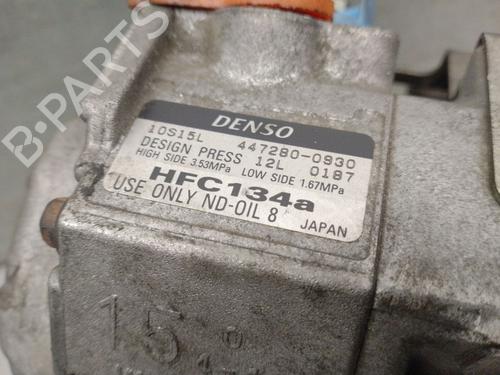 DENSO
10S15L 447280-0930
DESIGN PRESS 12L 0187
HIGH SIDE 3.53MPa LOW SIDE 1.67MPa
HFC134a
USE ONLY ND-OIL 8 JAPAN
15
B-PARTS